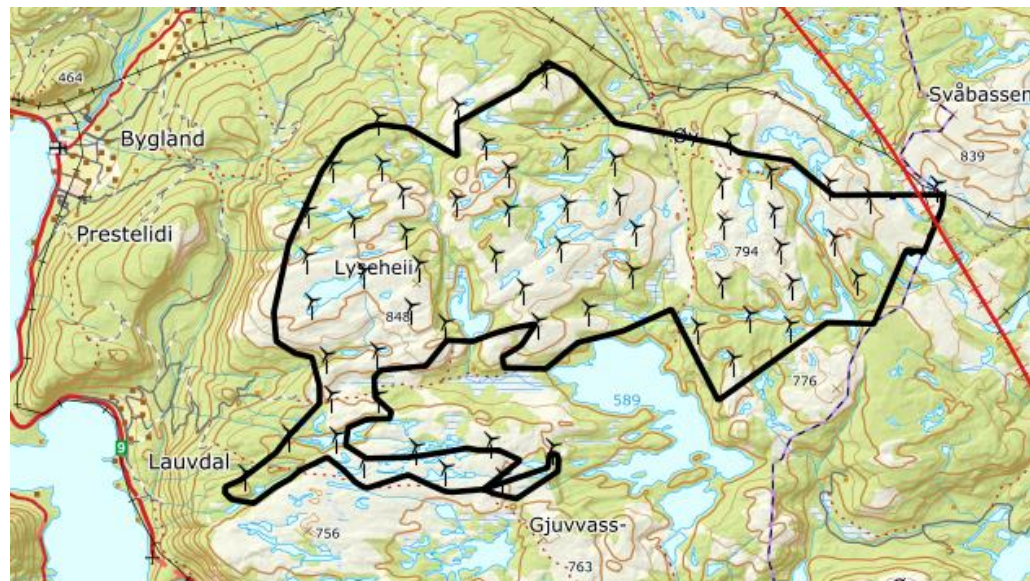 464
Svåbassen
Bygland
839
Prestelidi
794
Lyseheii
848
776
589
9
Lauvdal
756
Gjuvvass-
-763